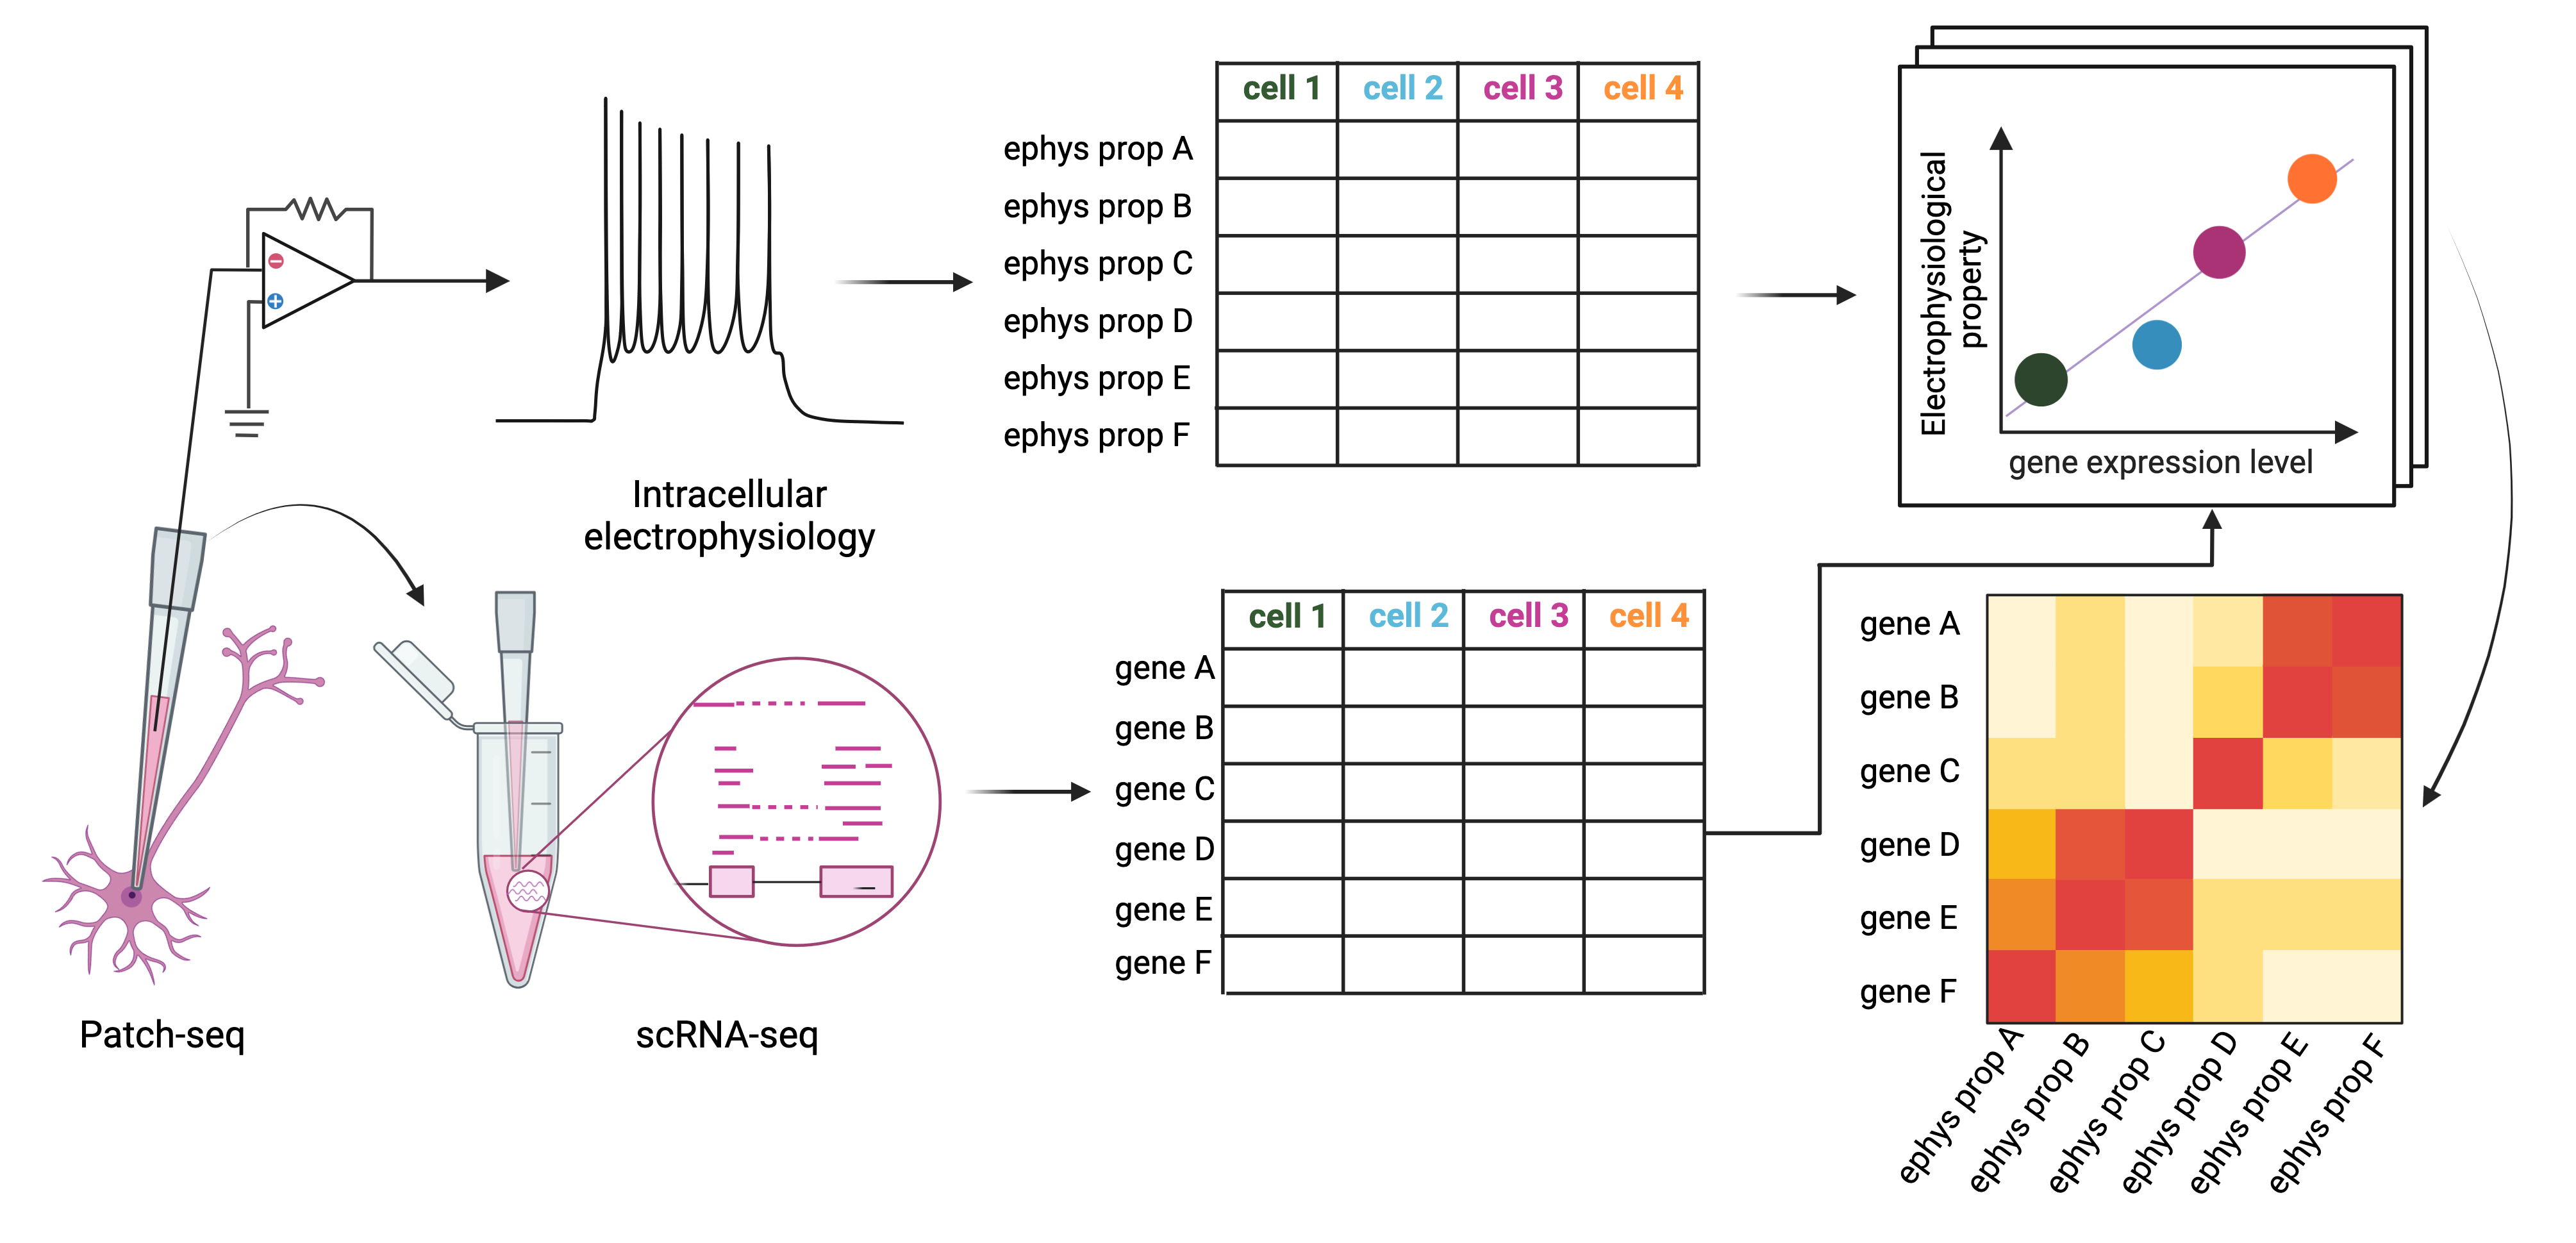 cell 1 cell 2 cell 3 cell 4
ephys prop A
ephys prop B
ephys prop C
ephys prop D
ephys prop E
ephys prop F
Electrophysiological
property
gene expression level
Intracellular
electrophysiology
cell 1 cell 2 cell 3 cell 4
gene A
gene B
gene C
gene D
gene E
gene F
gene A
gene B
gene C
gene D
gene E
gene F
ephys prop A
ephys prop B
ephys prop C
ephys prop D
ephys prop E
ephys prop F
Patch-seq
scRNA-seq